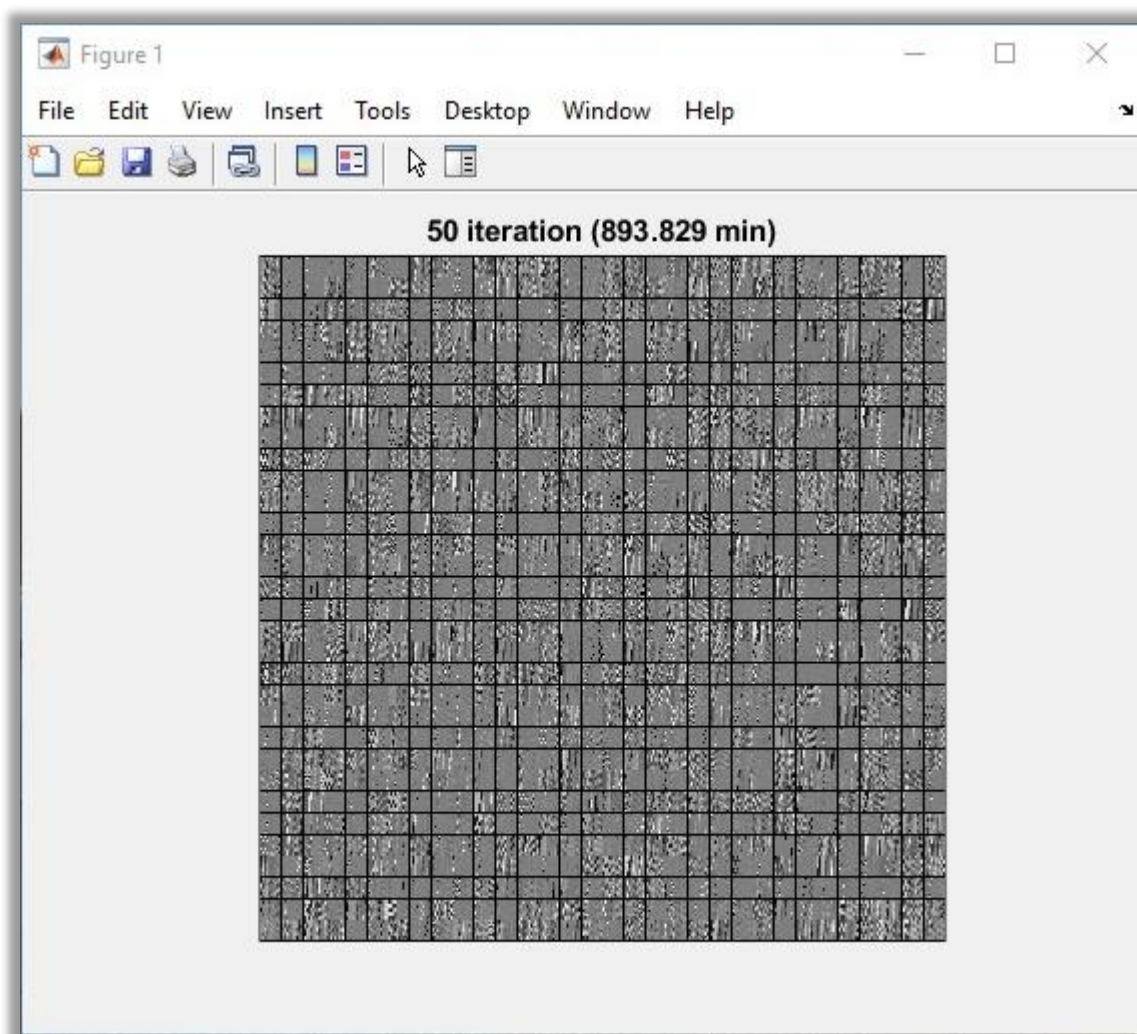 Figure 1
File Edit View Insert Tools Desktop Window Help
50 iteration (893.829 min)